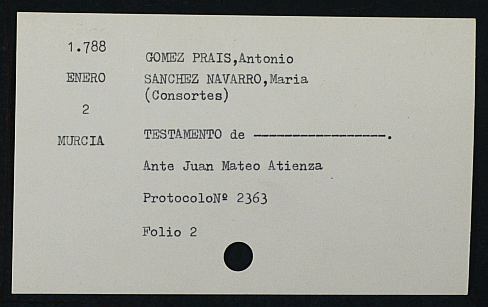 1.788
GOMEZ PRAIS,Antonio
ENERO
SANCHEZ NAVARRO,Maria
(Consortes)
2
MURCIA
TESTAMENTO de -----------------.
Ante Juan Mateo Atienza
ProtocoloNº 2363
Folio 2